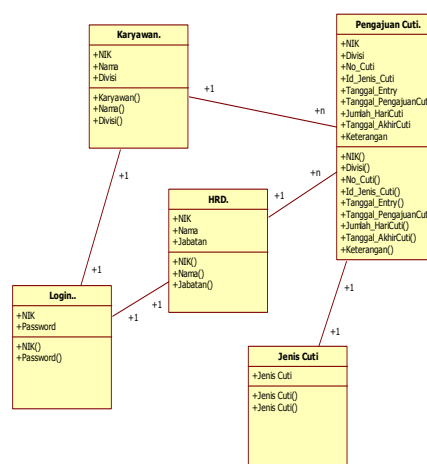 Karyawan.
+NIK
+Nama
+Divisi
+Karyawan()
+Nama()
+Divisi()
Pengajuan Cuti.
+NIK
+Divisi
+No_Cuti
+Id_Jenis_Cuti
+Tanggal_Entry
+Tanggal_PengajuanCuti
+Jumlah_HariCuti
+Tanggal_AkhirCuti
+Keterangan
+NIK()
+Divisi()
+No_Cuti()
+Id_Jenis_Cuti()
+Tanggal_Entry()
+Tanggal_PengajuanCut
+Jumlah_HariCuti()
+Tanggal_AkhirCuti()
+Keterangan()
+1
+n
+1
+1
HRD.
+NIK
+Nama
+Jabatan
+NIK()
+Nama()
+Jabatan()
+1
+n
Login..
+NIK
+Password
+NIK()
+Password()
+1
+1
Jenis Cuti
+Jenis Cuti
+Jenis Cuti()
+Jenis Cuti()
+1
+1